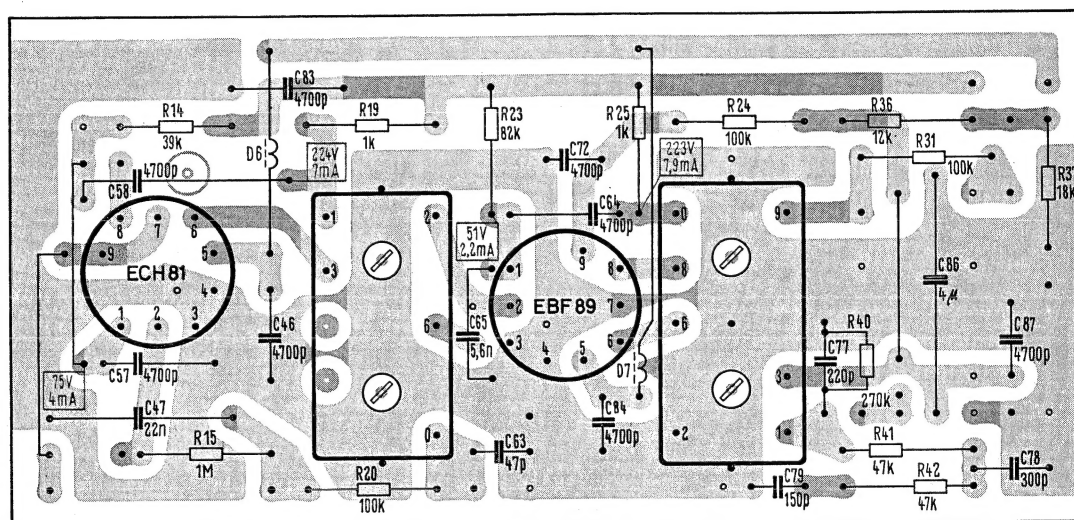 C83
4700p
R14
39k
R19
1k
R23
82k
R25
1k
R24
100k
R36
12k
R31
100k
D6
224V
7mA
C72
4700p
223V
7,9mA
C58
4700p
R37
18k
8
7
6
9
5
4
1
2
3
ECH81
1
2
3
6
0
51V
2,2mA
C64
4700p
0
9
8
6
3
2
1
9
1
8
2
7
3
6
4
5
EBF89
C46
4700p
C65
5,6n
C86
4µ
C87
4700p
R40
270k
C77
220p
D7
75V
4mA
C57
4700p
C47
22n
R15
1M
C84
4700p
C63
47p
R20
100k
R41
47k
R42
47k
C79
150p
C78
300p